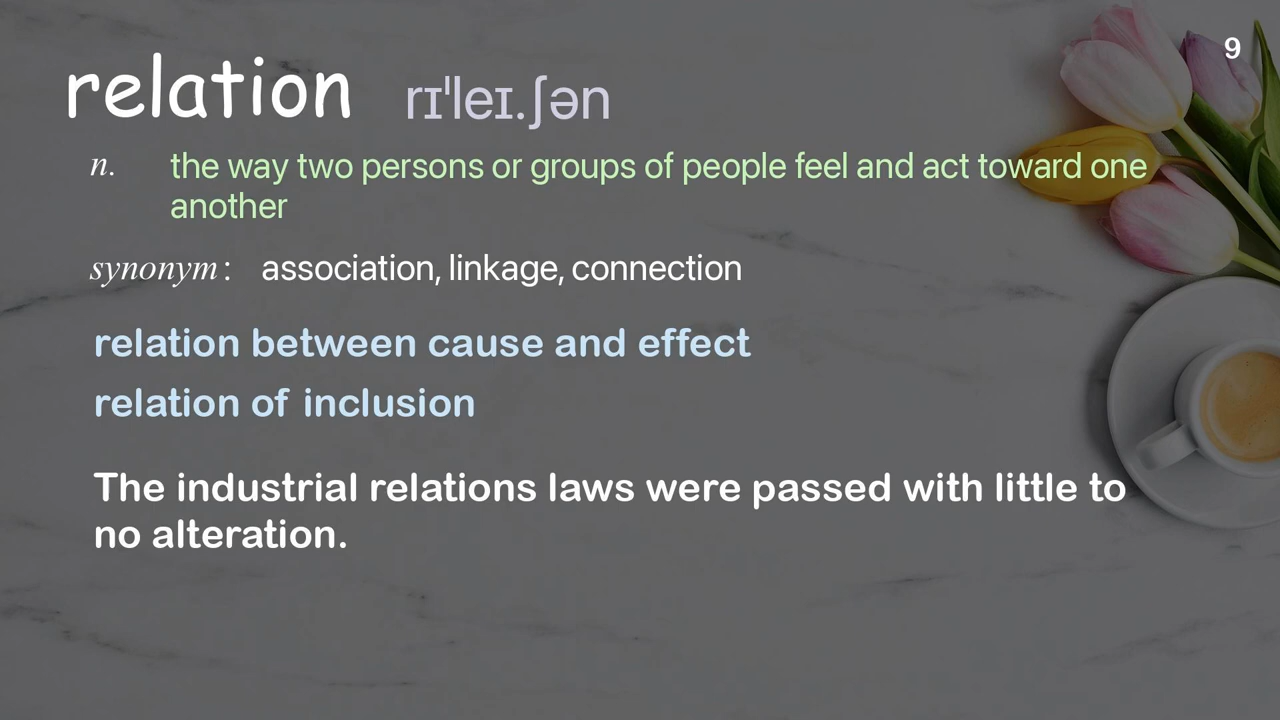 9
relation rɪˈleɪ.ʃən
n. the way two persons or groups of people feel and act toward one
another
synonym: association, linkage, connection
relation between cause and effect
relation of inclusion
The industrial relations laws were passed with little to
no alteration.